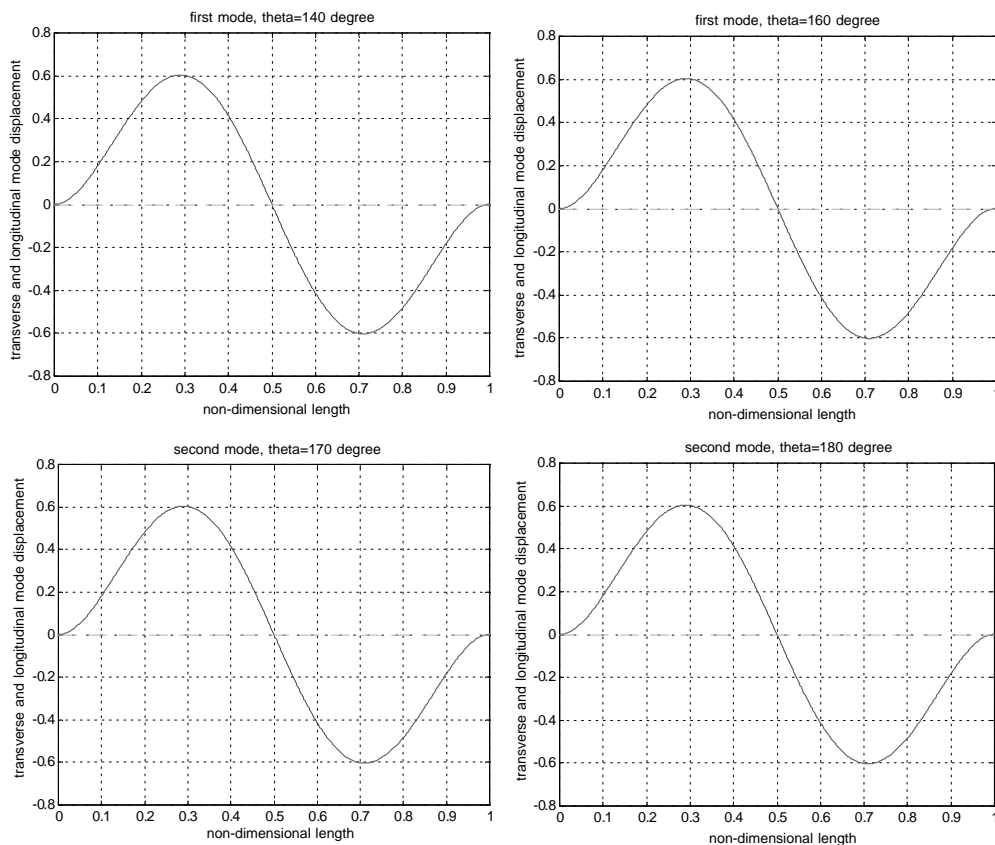 first mode, theta=140 degree
transverse and longitudinal mode displacement
0.8
0.6
0.4
0.2
0
-0.2
-0.4
-0.6
-0.8
0 0.1 0.2 0.3 0.4 0.5 0.6 0.7 0.8 0.9 1
non-dimensional length
first mode, theta=160 degree
transverse and longitudinal mode displacement
0.8
0.6
0.4
0.2
0
-0.2
-0.4
-0.6
-0.8
0 0.1 0.2 0.3 0.4 0.5 0.6 0.7 0.8 0.9 1
non-dimensional length
second mode, theta=170 degree
transverse and longitudinal mode displacement
0.8
0.6
0.4
0.2
0
-0.2
-0.4
-0.6
-0.8
0 0.1 0.2 0.3 0.4 0.5 0.6 0.7 0.8 0.9 1
non-dimensional length
second mode, theta=180 degree
transverse and longitudinal mode displacement
0.8
0.6
0.4
0.2
0
-0.2
-0.4
-0.6
-0.8
0 0.1 0.2 0.3 0.4 0.5 0.6 0.7 0.8 0.9 1
non-dimensional length